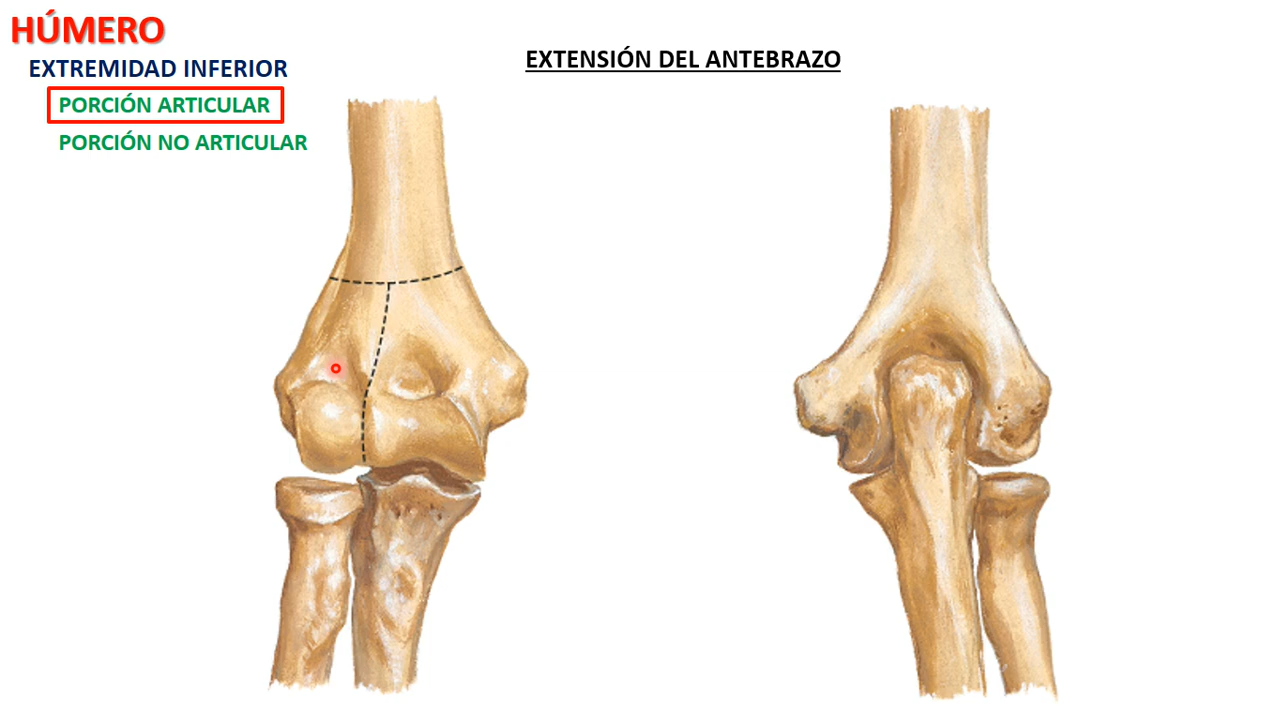 HÚMERO
EXTREMIDAD INFERIOR
PORCIÓN ARTICULAR
PORCIÓN NO ARTICULAR
EXTENSIÓN DEL ANTEBRAZO